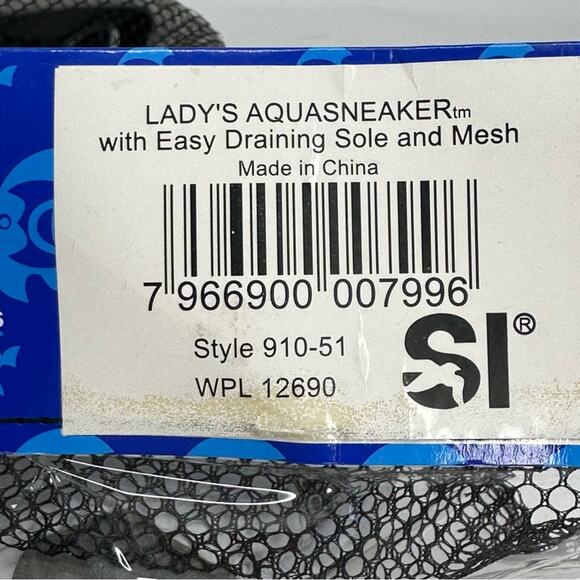 LADY'S AQUASNEAKERtm
with Easy Draining Sole and Mesh
Made in China
7 966900 007996
Style 910-51
WPL 12690
SI®
s